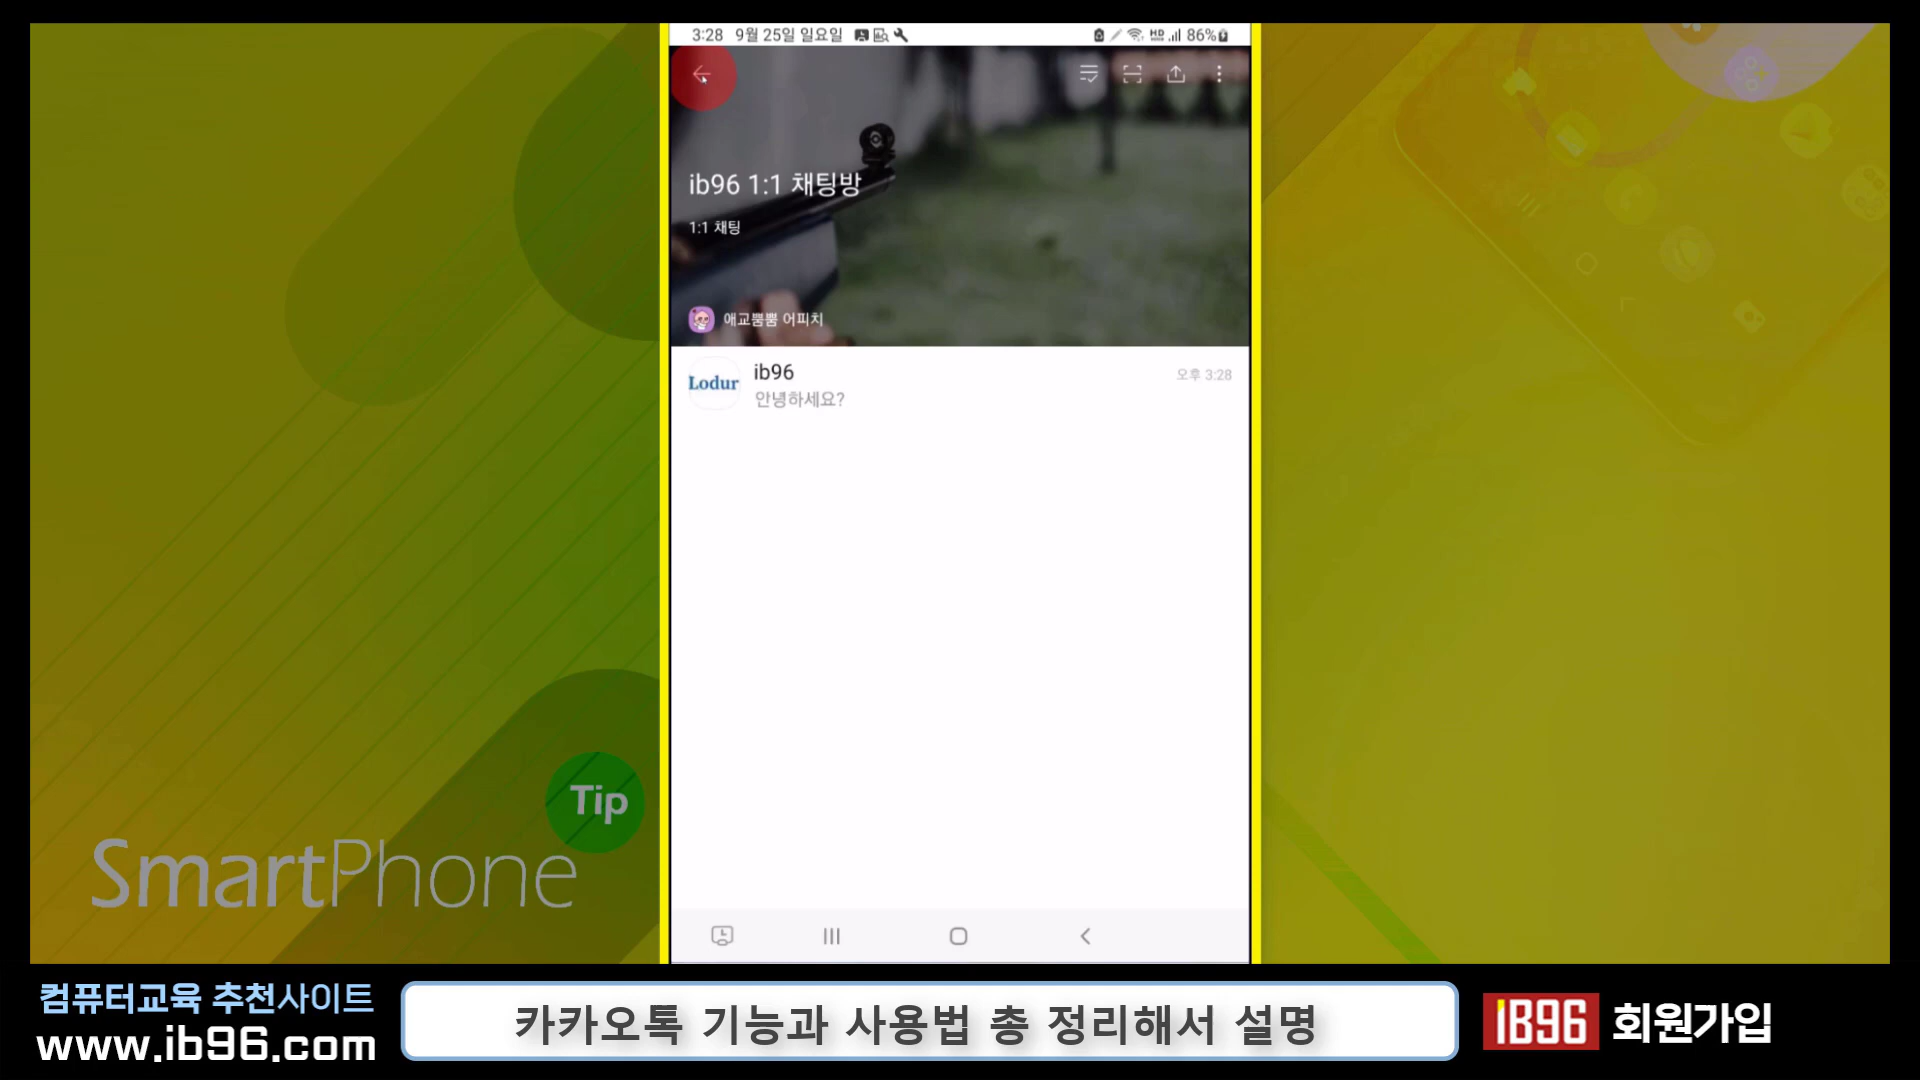 3:28 9월 25일 일요일
86%
ib96 1:1 채팅방
1:1 채팅
애교뿜뿜 어피치
Lodur
ib96
오후 3:28
안녕하세요?
Tip
SmartPhone
컴퓨터교육 추천사이트
www.ib96.com
카카오톡 기능과 사용법 총 정리해서 설명
IB96 회원가입